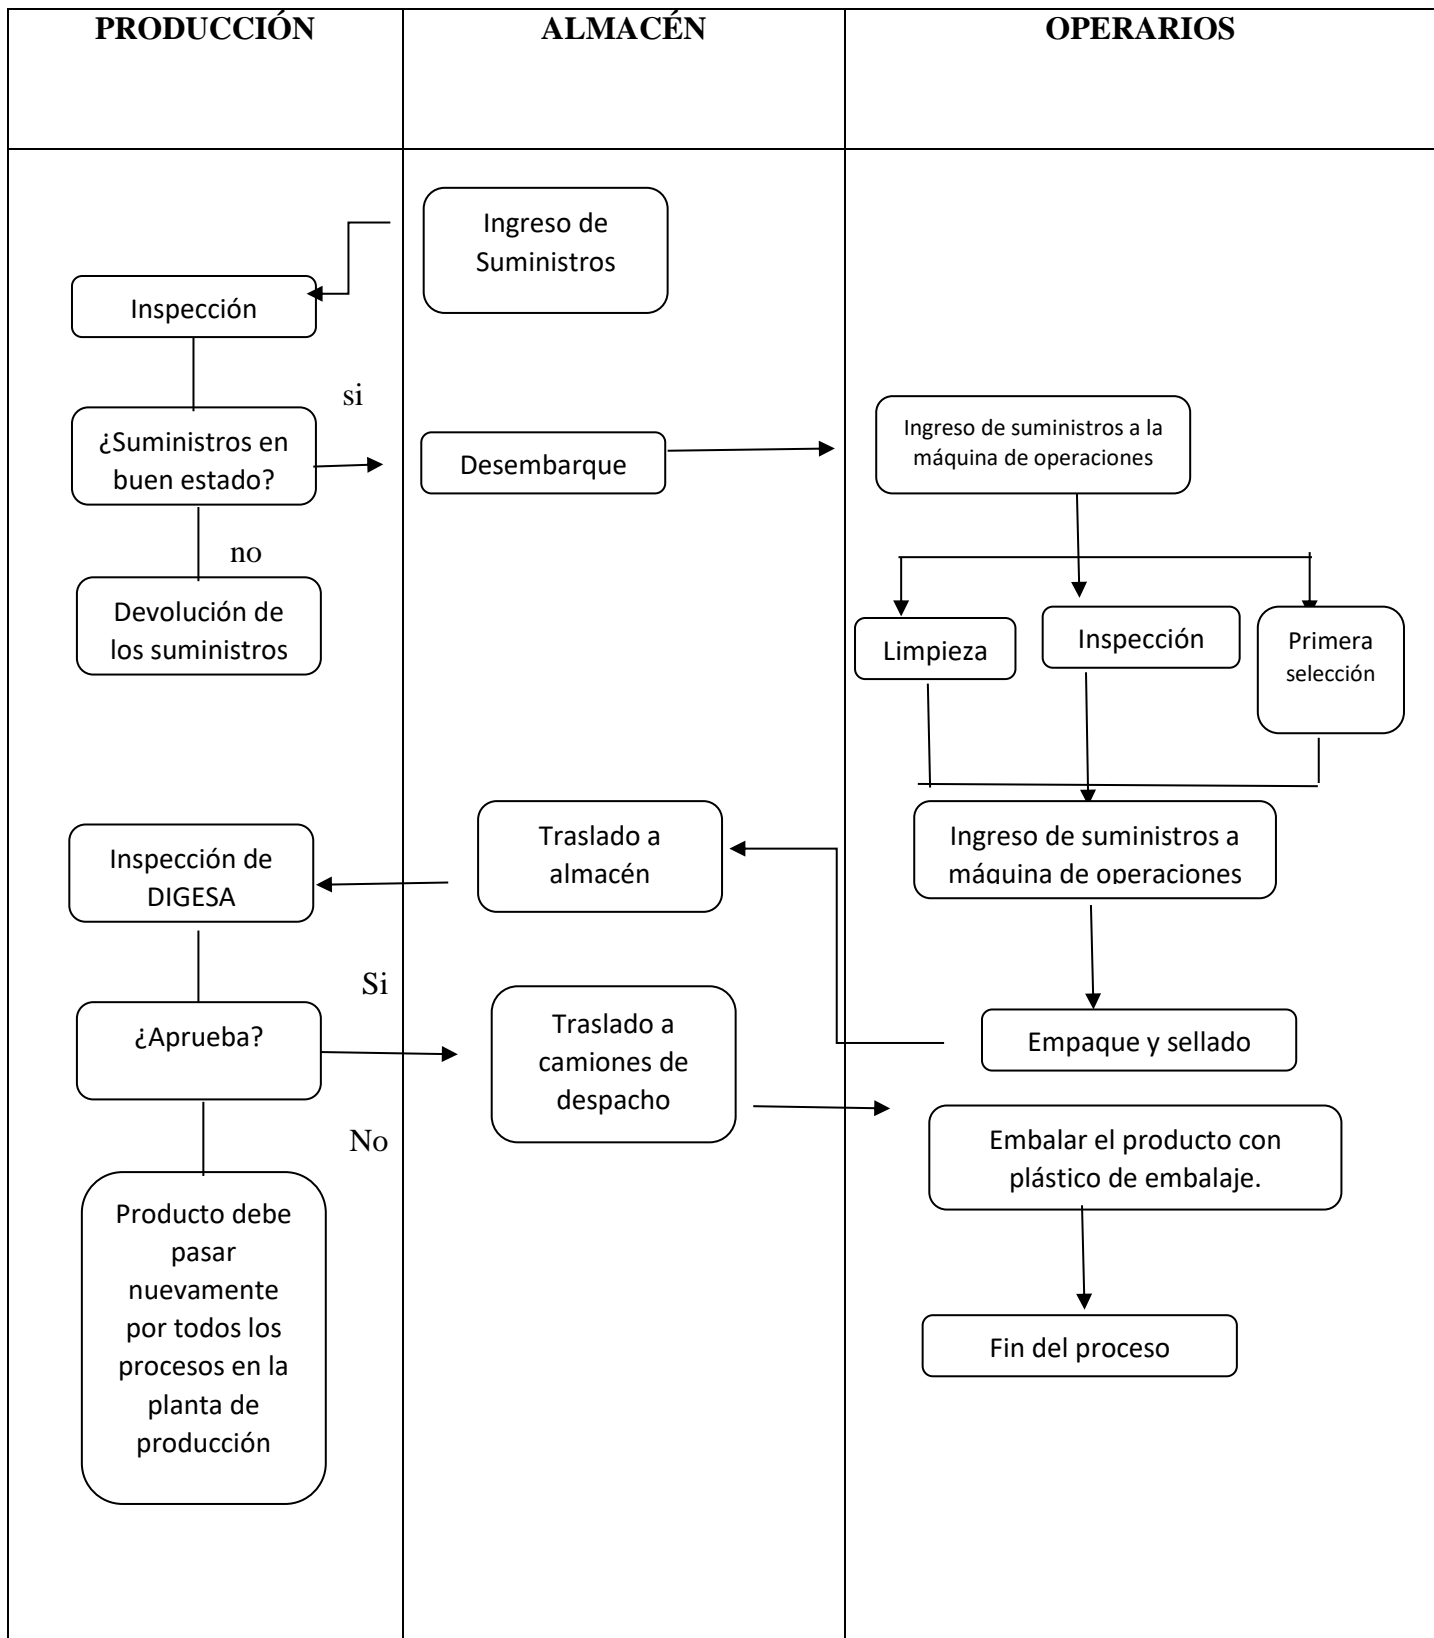 PRODUCCIÓN
ALMACÉN
OPERARIOS
Ingreso de
Suministros
Inspección
si
¿Suministros en
buen estado?
Desembarque
Ingreso de suministros a la
máquina de operaciones
no
Devolución de
los suministros
Limpieza
Inspección
Primera
selección
Inspección de
DIGESA
Traslado a
almacén
Ingreso de suministros a
máquina de operaciones
Si
¿Aprueba?
Traslado a
camiones de
despacho
Empaque y sellado
No
Embalar el producto con
plástico de embalaje.
Producto debe
pasar
nuevamente
por todos los
procesos en la
planta de
producción
Fin del proceso